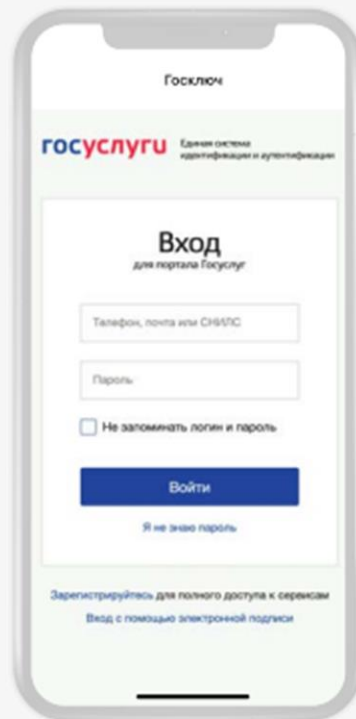 Госключ
госуслуги
Единая система
идентификации и аутентификации
Вход
для портала Госуслуг
Телефон, почта или СНИЛС
Пароль
Не запоминать логин и пароль
Войти
Я не знаю пароль
Зарегистрируйтесь для полного доступа к сервисам
Вход с помощью электронной подписи